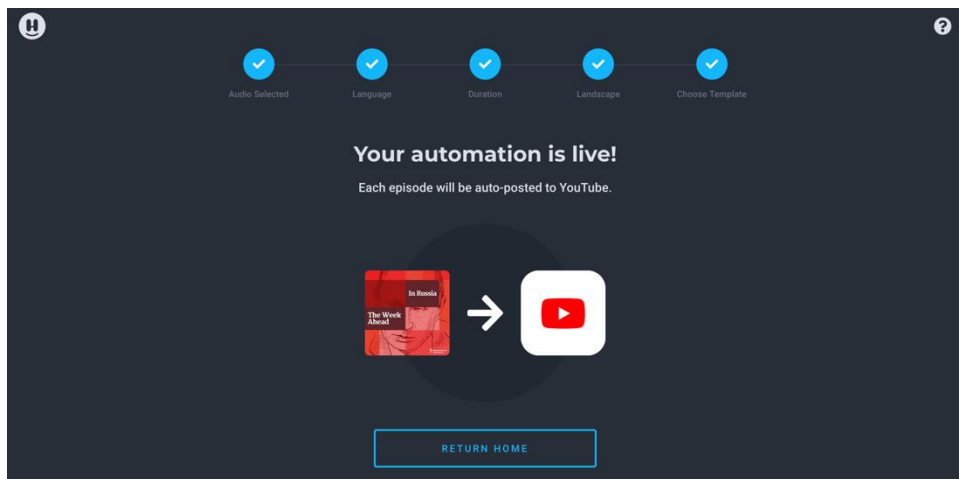 H
?
Audio Selected
Language
Duration
Landscape
Choose Template
Your automation is live!
Each episode will be auto-posted to YouTube.
In Russia
The Week
Ahead
RETURN HOME